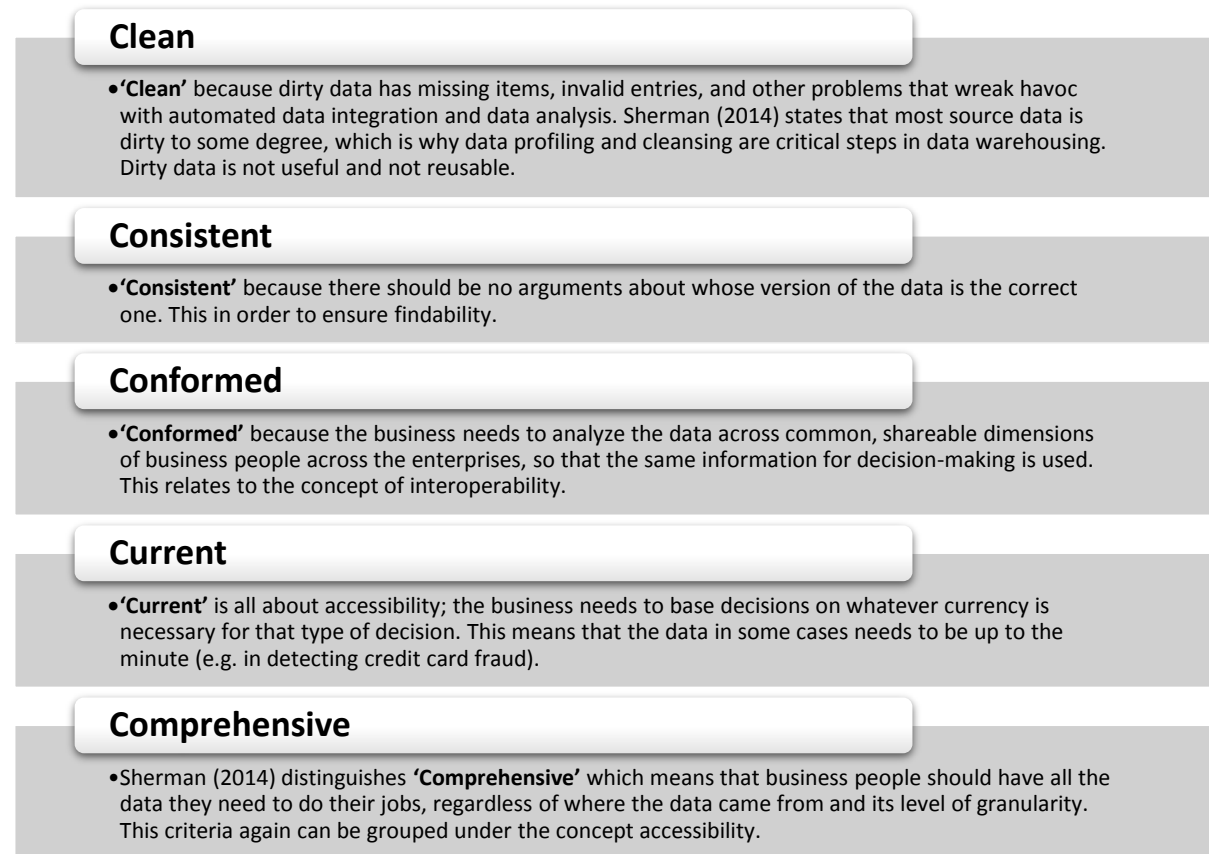 Clean
•‘Clean’ because dirty data has missing items, invalid entries, and other problems that wreak havoc
with automated data integration and data analysis. Sherman (2014) states that most source data is
dirty to some degree, which is why data profiling and cleansing are critical steps in data warehousing.
Dirty data is not useful and not reusable.
Consistent
•‘Consistent’ because there should be no arguments about whose version of the data is the correct
one. This in order to ensure findability.
Conformed
•‘Conformed’ because the business needs to analyze the data across common, shareable dimensions
of business people across the enterprises, so that the same information for decision-making is used.
This relates to the concept of interoperability.
Current
•‘Current’ is all about accessibility; the business needs to base decisions on whatever currency is
necessary for that type of decision. This means that the data in some cases needs to be up to the
minute (e.g. in detecting credit card fraud).
Comprehensive
•Sherman (2014) distinguishes ‘Comprehensive’ which means that business people should have all the
data they need to do their jobs, regardless of where the data came from and its level of granularity.
This criteria again can be grouped under the concept accessibility.